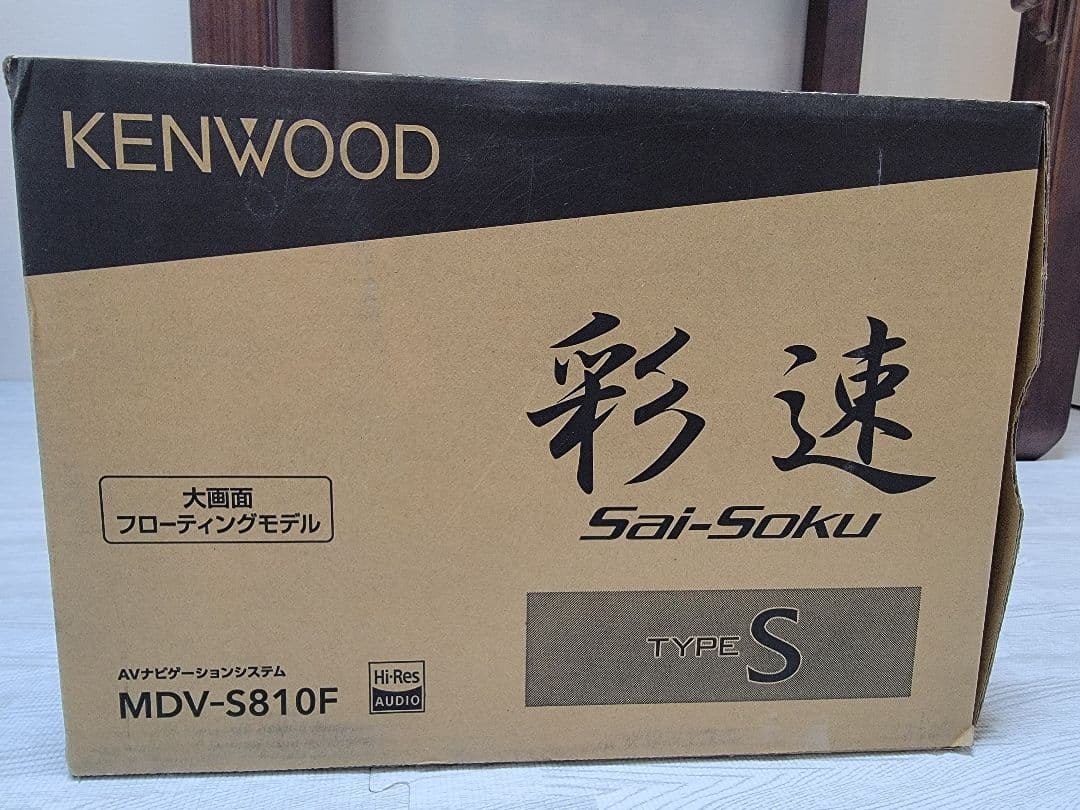 KENWOOD
彩速
Sai-Soku
大画面
フローティングモデル
TYPE S
AVナビゲーションシステム
MDV-S810F
Hi-Res
AUDIO